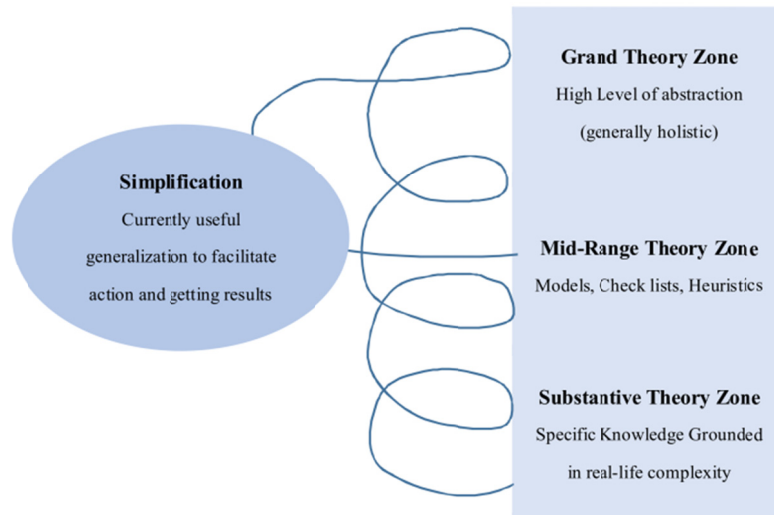 Simplification
Currently useful
generalization to facilitate
action and getting results
Grand Theory Zone
High Level of abstraction
(generally holistic)
Mid-Range Theory Zone
Models, Check lists, Heuristics
Substantive Theory Zone
Specific Knowledge Grounded
in real-life complexity